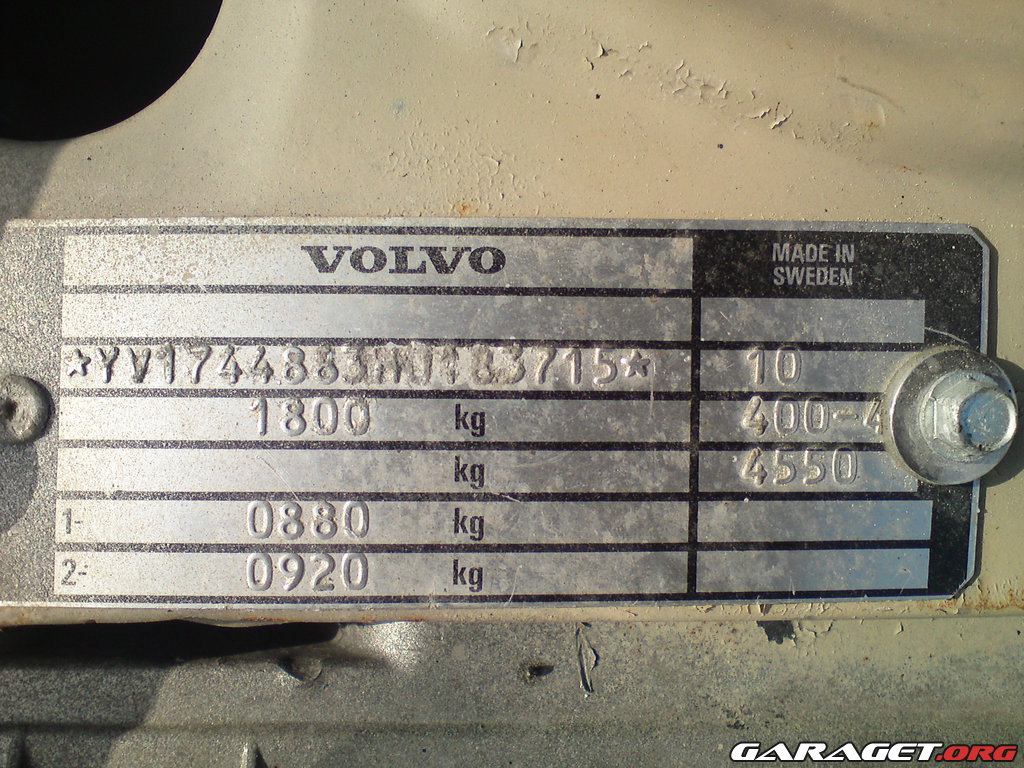 VOLVO
MADE IN
SWEDEN
10
1800 kg
400-4
kg
4550
1- 0880 kg
2- 0920 kg
GARAGET.ORG